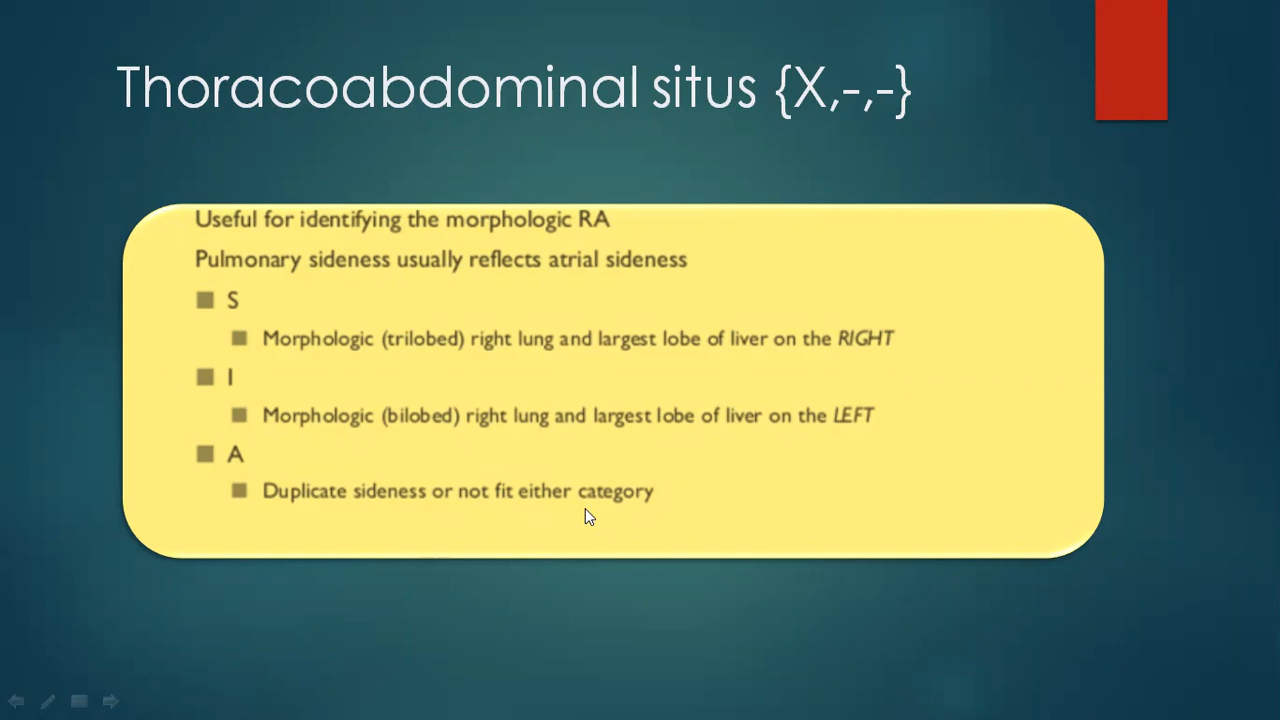 Thoracoabdominal situs {X,-,-}
Useful for identifying the morphologic RA
Pulmonary sideness usually reflects atrial sideness
S
Morphologic (trilobed) right lung and largest lobe of liver on the RIGHT
I
Morphologic (bilobed) right lung and largest lobe of liver on the LEFT
A
Duplicate sideness or not fit either category